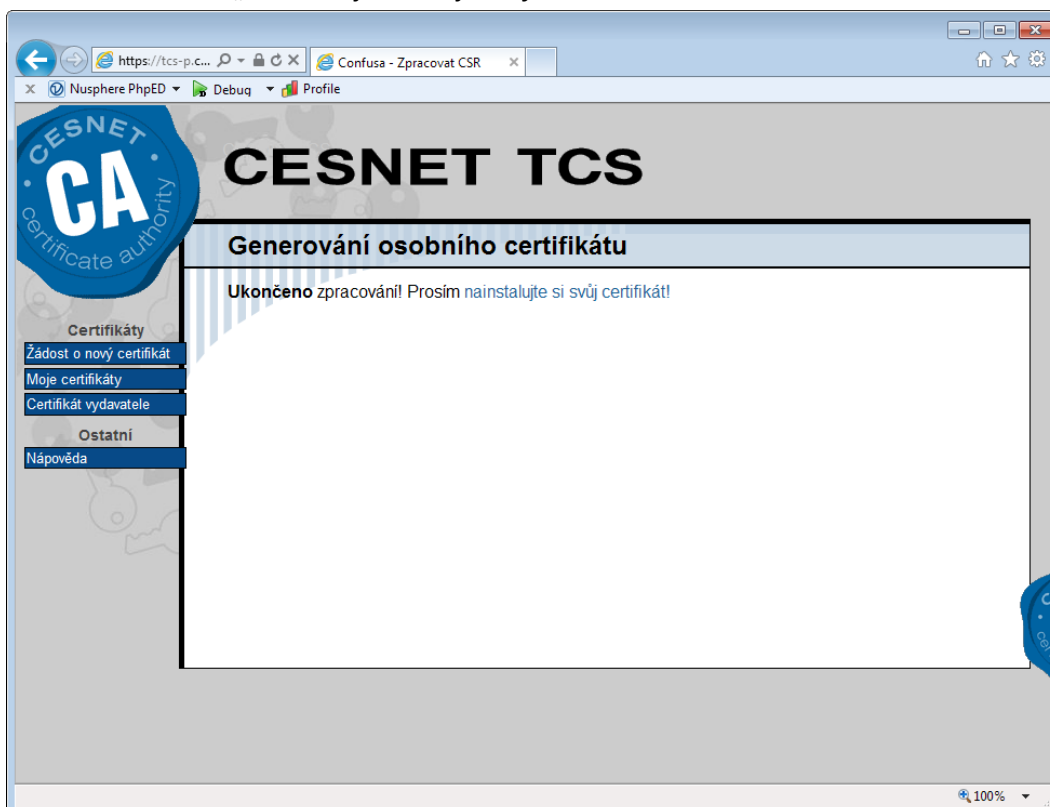 https://tcs-p.c...
Confusa - Zpracovat CSR
Nusphere PhpED
Debug
Profile
CESNET
CA
certificate authority
CESNET TCS
Generování osobního certifikátu
Ukončeno zpracování! Prosím nainstalujte si svůj certifikát!
Certifikáty
Žádost o nový certifikát
Moje certifikáty
Certifikát vydavatele
Ostatní
Nápověda
100%